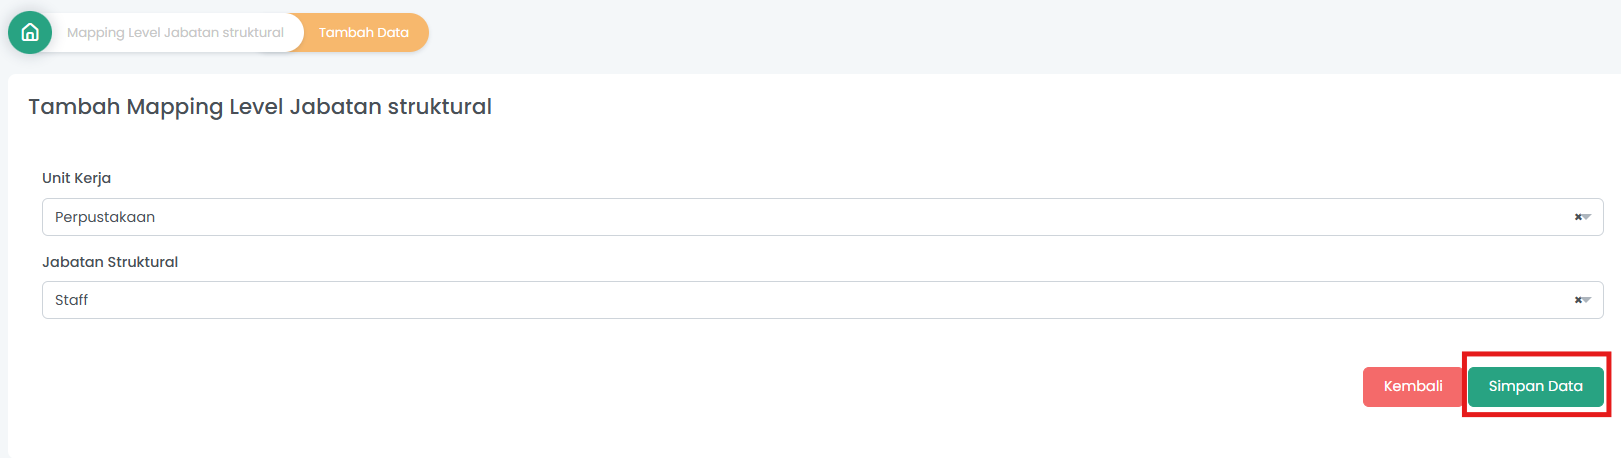 Mapping Level Jabatan struktural
Tambah Data
Tambah Mapping Level Jabatan struktural
Unit Kerja
Perpustakaan
Jabatan Struktural
Staff
Kembali
Simpan Data